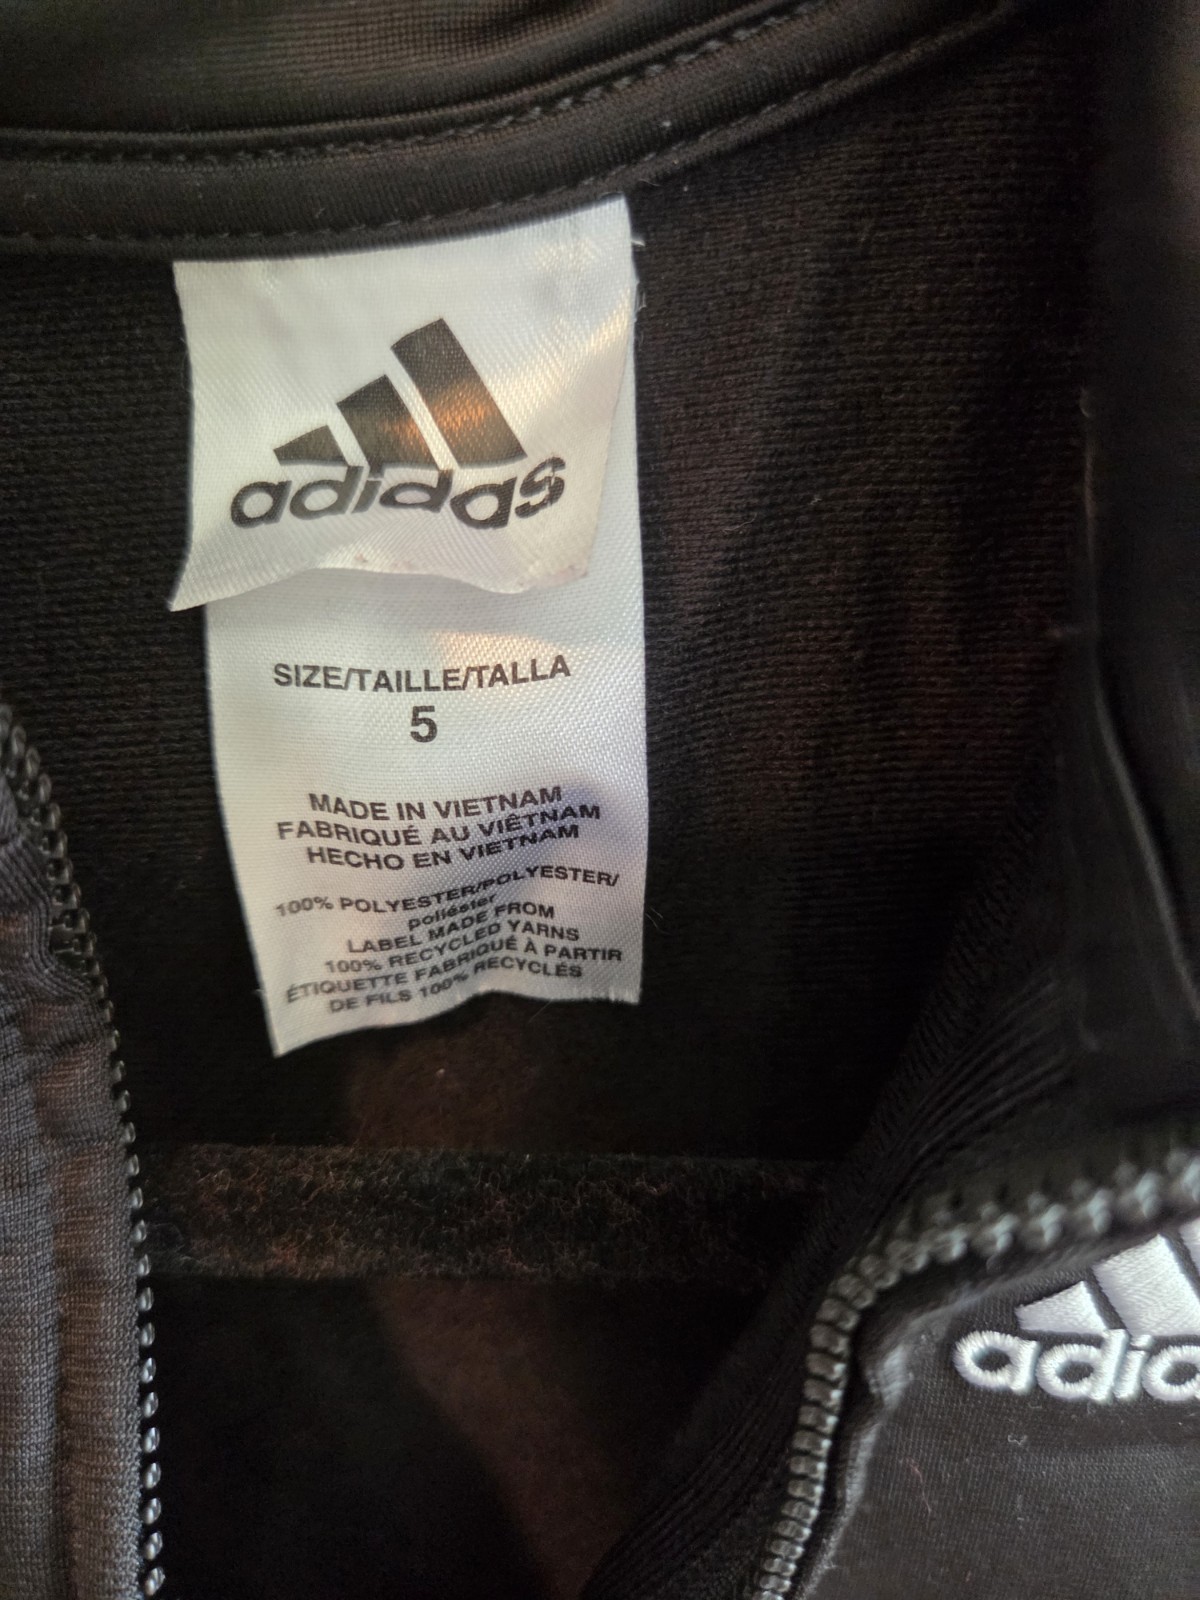 adidas
SIZE/TAILLE/TALLA
5
MADE IN VIETNAM
FABRIQUÉ AU VIÊTNAM
HECHO EN VIETNAM
100% POLYESTER/POLYESTER/
poliéster
LABEL MADE FROM
100% RECYCLED YARNS
ÉTIQUETTE FABRIQUÉ À PARTIR
DE FILS 100% RECYCLÉS
adida